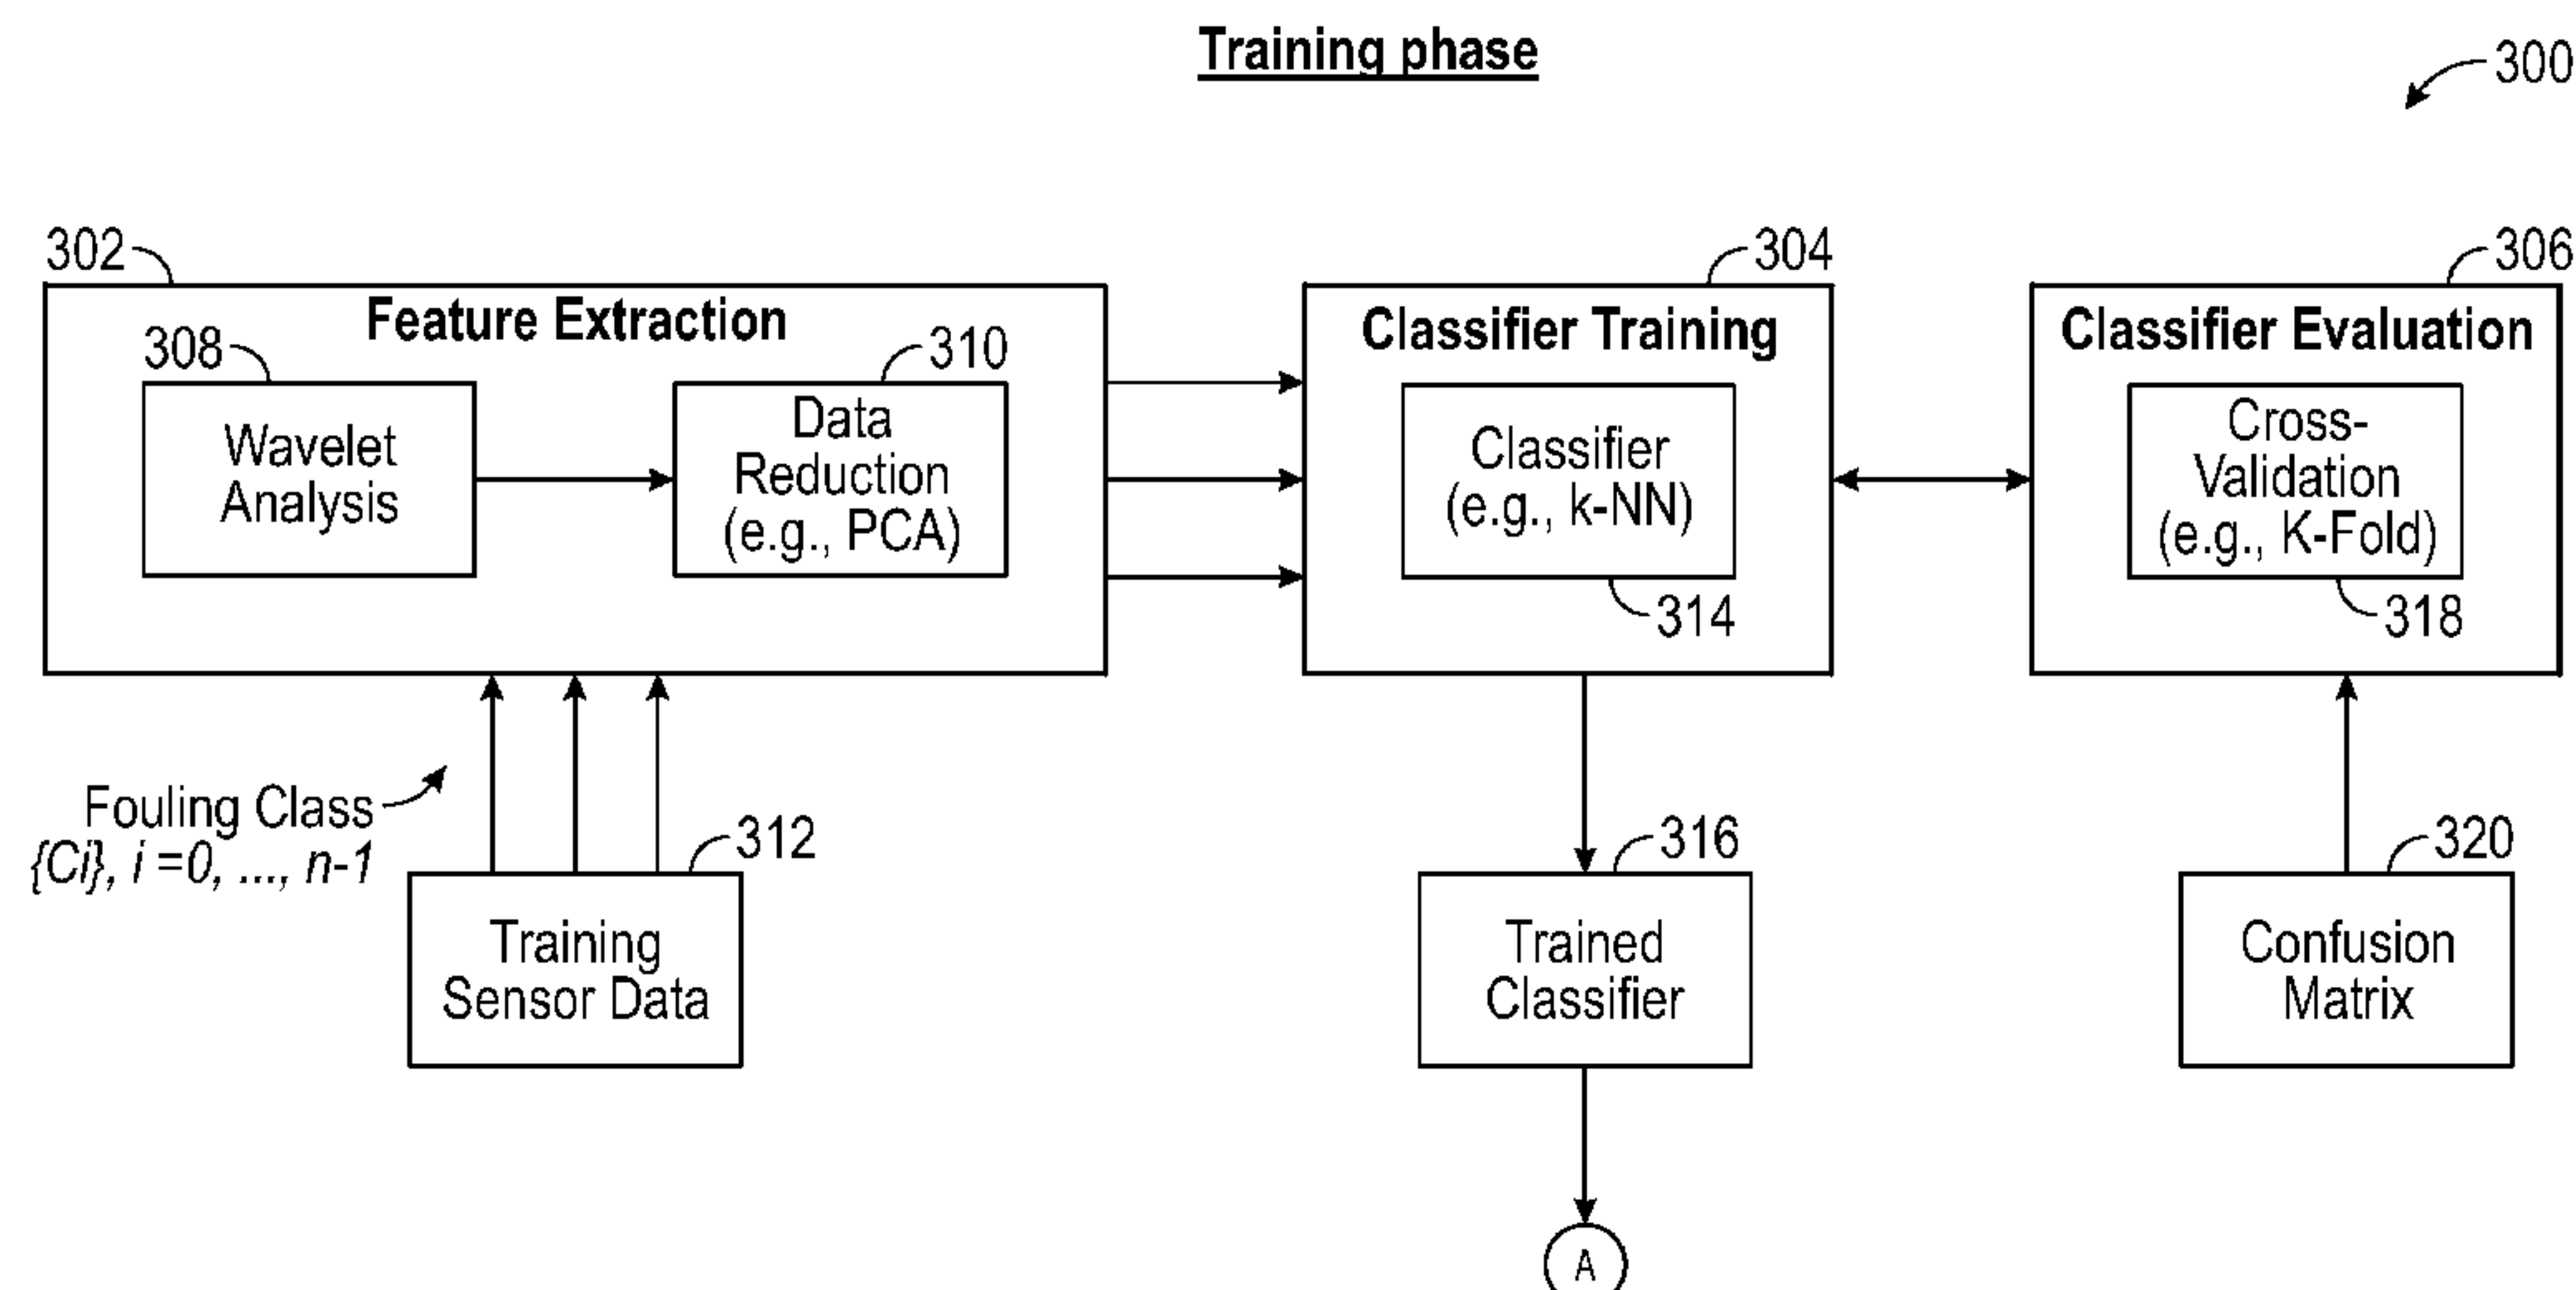 Training phase
300
302
Feature Extraction
308
Wavelet
Analysis
310
Data
Reduction
(e.g., PCA)
304
Classifier Training
Classifier
(e.g., k-NN)
314
306
Classifier Evaluation
Cross-
Validation
(e.g., K-Fold)
318
Fouling Class
{Ci}, i =0, ..., n-1
312
Training
Sensor Data
316
Trained
Classifier
320
Confusion
Matrix
A